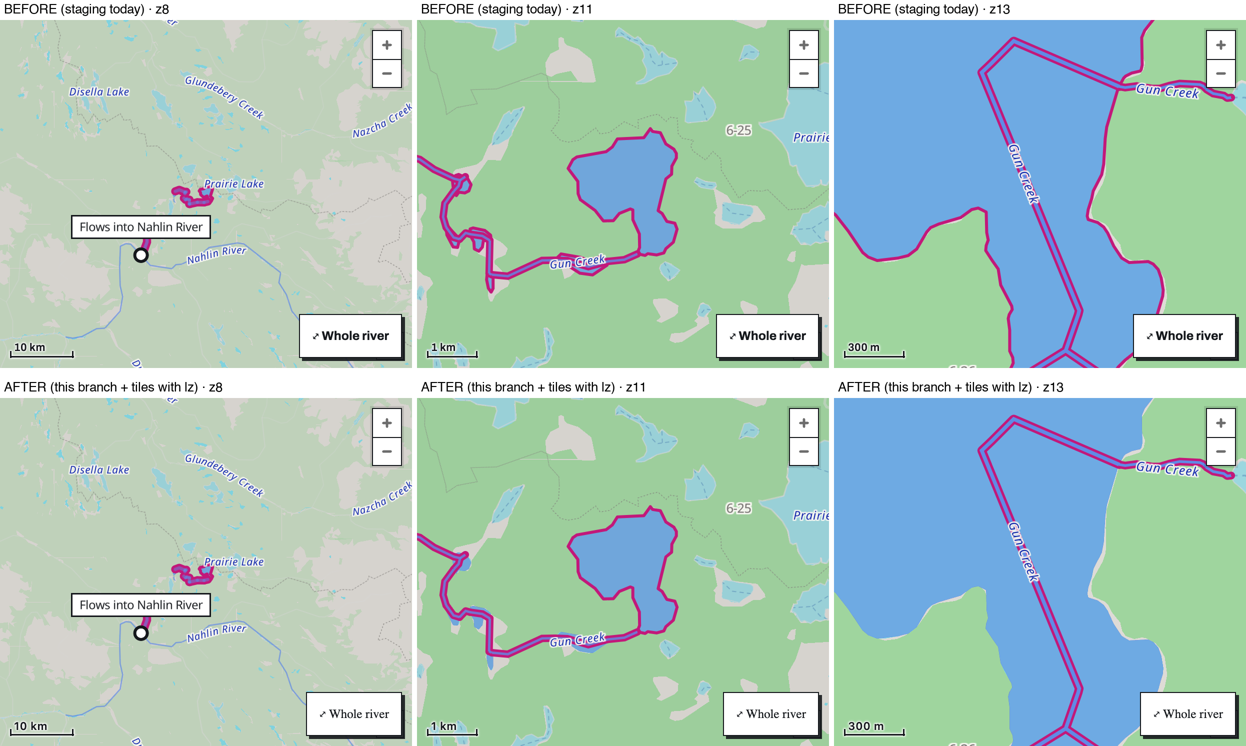 BEFORE (staging today) · z8
Disella Lake
Glundebery Creek
Nazcha Creek
Prairie Lake
Flows into Nahlin River
Nahlin River
⤢ Whole river
10 km
BEFORE (staging today) · z11
6-25
Prairie
Gun Creek
⤢ Whole river
1 km
BEFORE (staging today) · z13
Gun Creek
Gun Creek
⤢ Whole river
300 m
AFTER (this branch + tiles with lz) · z8
Disella Lake
Glundebery Creek
Nazcha Creek
Prairie Lake
Flows into Nahlin River
Nahlin River
⤢ Whole river
10 km
AFTER (this branch + tiles with lz) · z11
6-25
Prairie
Gun Creek
⤢ Whole river
1 km
AFTER (this branch + tiles with lz) · z13
Gun Creek
Gun Creek
⤢ Whole river
300 m